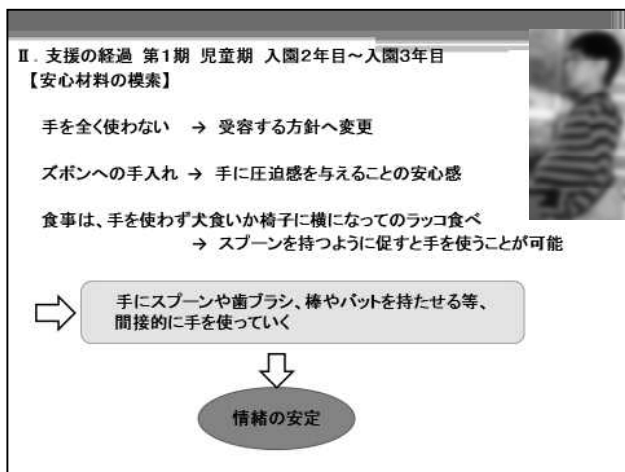 Ⅱ．支援の経過 第1期 児童期 入園2年目～入園3年目
【安心材料の模索】
手を全く使わない → 受容する方針へ変更
ズボンへの手入れ → 手に圧迫感を与えることの安心感
食事は、手を使わず犬食いか椅子に横になってのラッコ食べ
→ スプーンを持つように促すと手を使うことが可能
手にスプーンや歯ブラシ、棒やバットを持たせる等、
間接的に手を使っていく
情緒の安定